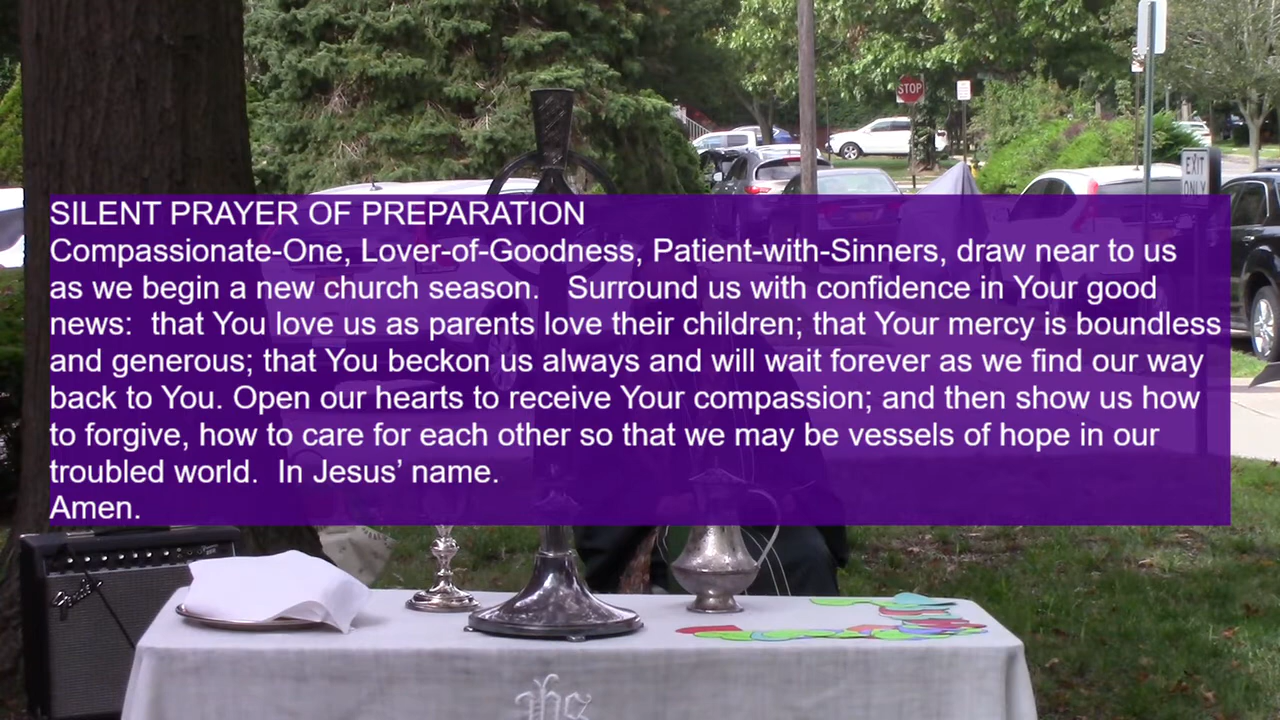 STOP
EXIT
ONLY
SILENT PRAYER OF PREPARATION
Compassionate-One, Lover-of-Goodness, Patient-with-Sinners, draw near to us
as we begin a new church season.   Surround us with confidence in Your good
news:  that You love us as parents love their children; that Your mercy is boundless
and generous; that You beckon us always and will wait forever as we find our way
back to You. Open our hearts to receive Your compassion; and then show us how
to forgive, how to care for each other so that we may be vessels of hope in our
troubled world.  In Jesus’ name.
Amen.
Fender
ihs